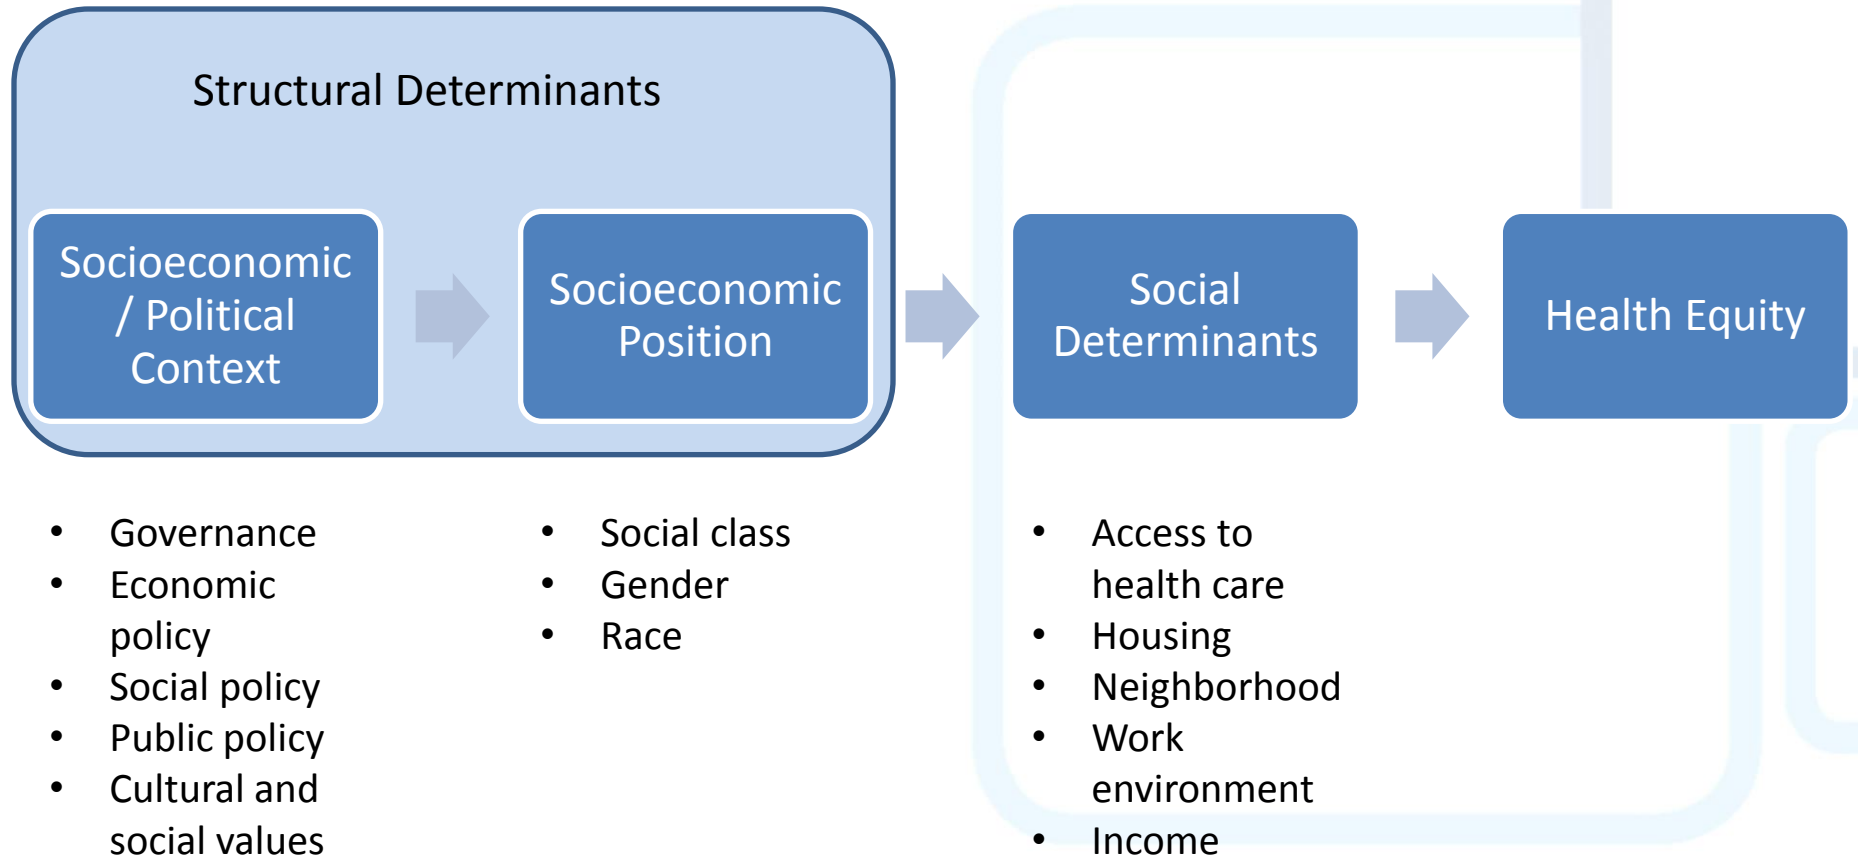 Structural Determinants
Socioeconomic
/ Political
Context
Socioeconomic
Position
Social
Determinants
Health Equity
• Governance
• Economic
policy
• Social policy
• Public policy
• Cultural and
social values
• Social class
• Gender
• Race
• Access to
health care
• Housing
• Neighborhood
• Work
environment
• Income